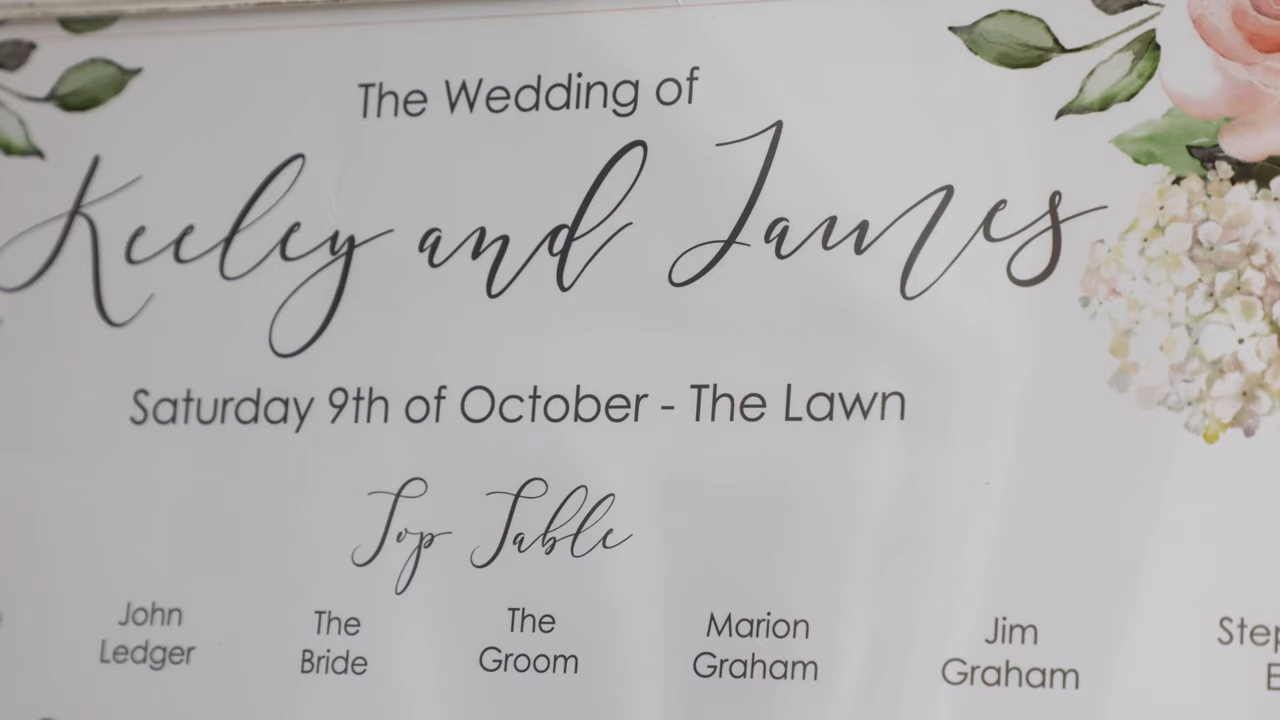 The Wedding of
Keeley and James
Saturday 9th of October - The Lawn
Top Table
John Ledger
The Bride
The Groom
Marion Graham
Jim Graham